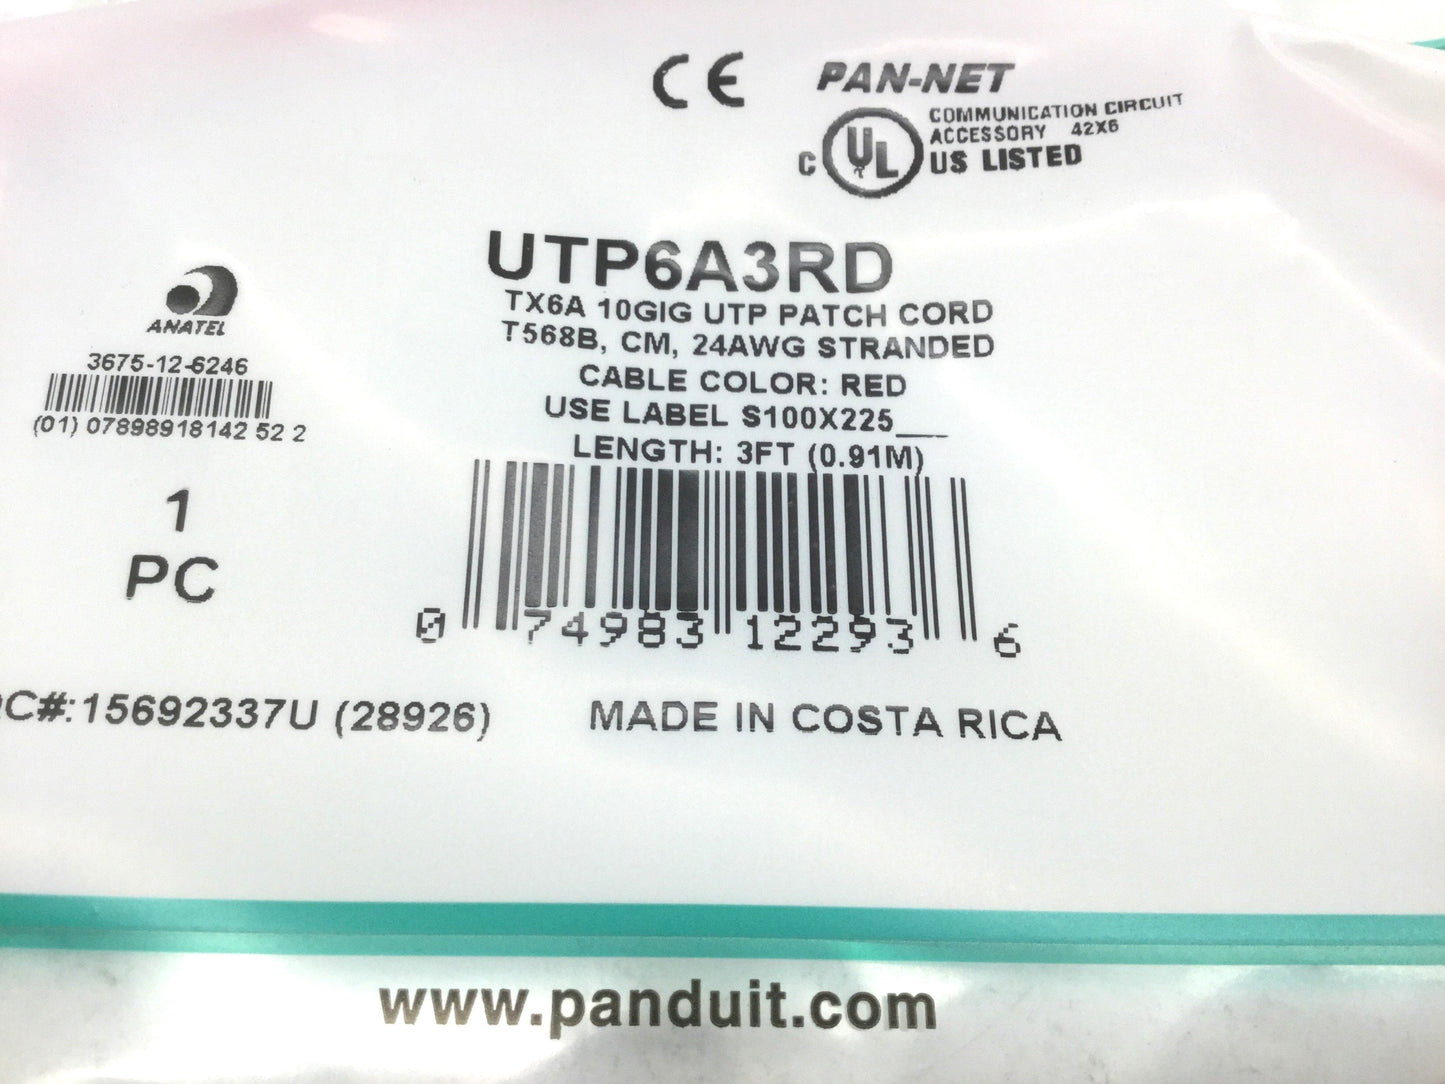 CE
PAN-NET
COMMUNICATION CIRCUIT
ACCESSORY 42X6
C UL US LISTED
UTP6A3RD
TX6A 10GIG UTP PATCH CORD
T568B, CM, 24AWG STRANDED
CABLE COLOR: RED
USE LABEL S100X225___
LENGTH: 3FT (0.91M)
ANATEL
3675-12-6246
(01) 07898918142 52 2
1
PC
0 74983 12293 6
C#:15692337U (28926)
MADE IN COSTA RICA
www.panduit.com